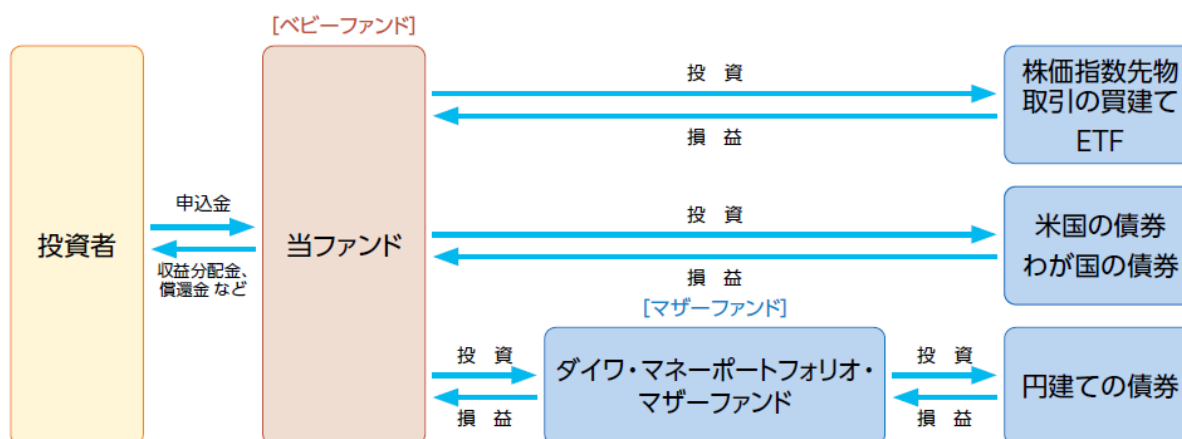 [ベビーファンド]
投資者
申込金
収益分配金、
償還金 など
当ファンド
投 資
損 益
株価指数先物
取引の買建て
ETF
投 資
損 益
米国の債券
わが国の債券
[マザーファンド]
投 資
損 益
ダイワ・マネーポートフォリオ・
マザーファンド
投 資
損 益
円建ての債券